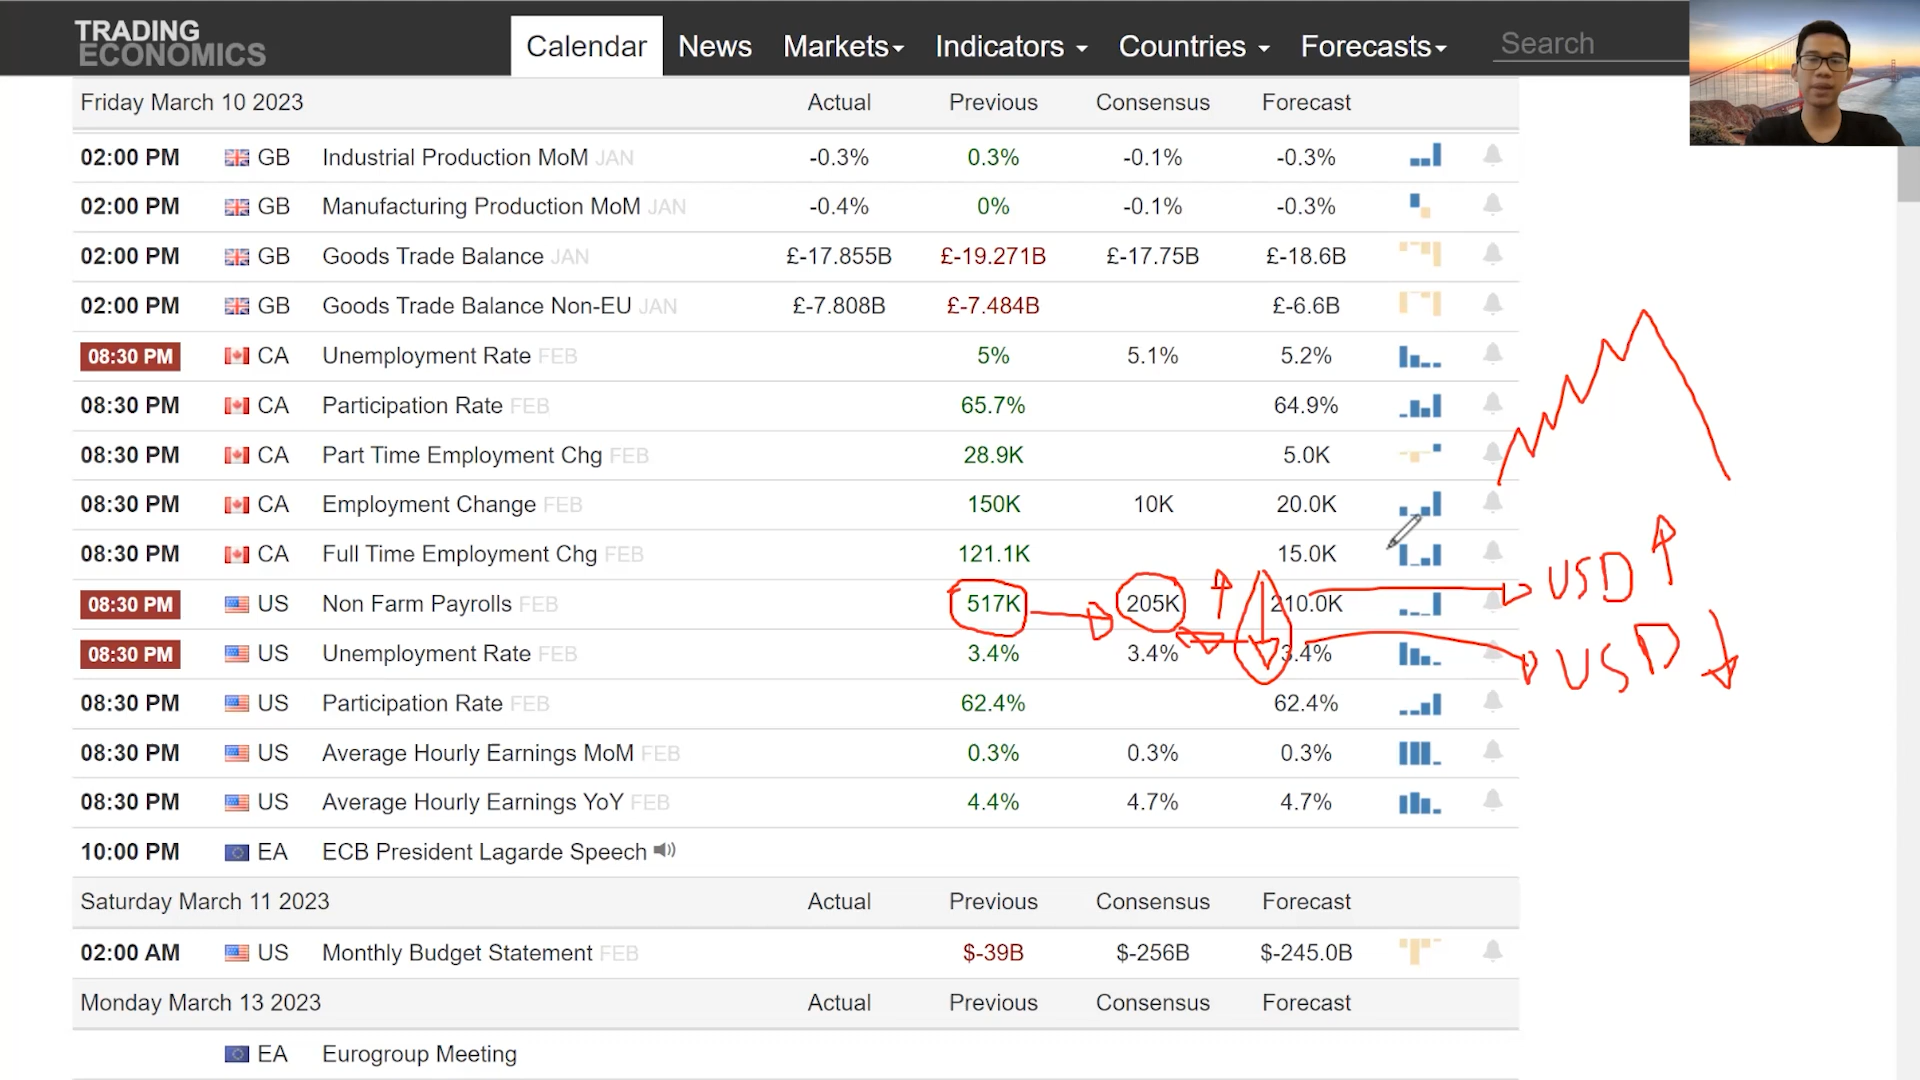 TRADING
ECONOMICS
Calendar News Markets Indicators Countries Forecasts Search
Friday March 10 2023 Actual Previous Consensus Forecast
02:00 PM GB Industrial Production MoM JAN -0.3% 0.3% -0.1% -0.3%
02:00 PM GB Manufacturing Production MoM JAN -0.4% 0% -0.1% -0.3%
02:00 PM GB Goods Trade Balance JAN £-17.855B £-19.271B £-17.75B £-18.6B
02:00 PM GB Goods Trade Balance Non-EU JAN £-7.808B £-7.484B £-6.6B
08:30 PM CA Unemployment Rate FEB 5% 5.1% 5.2%
08:30 PM CA Participation Rate FEB 65.7% 64.9%
08:30 PM CA Part Time Employment Chg FEB 28.9K 5.0K
08:30 PM CA Employment Change FEB 150K 10K 20.0K
08:30 PM CA Full Time Employment Chg FEB 121.1K 15.0K
08:30 PM US Non Farm Payrolls FEB 517K 205K 210.0K USD
08:30 PM US Unemployment Rate FEB 3.4% 3.4% 3.4% USD
08:30 PM US Participation Rate FEB 62.4% 62.4%
08:30 PM US Average Hourly Earnings MoM FEB 0.3% 0.3% 0.3%
08:30 PM US Average Hourly Earnings YoY FEB 4.4% 4.7% 4.7%
10:00 PM EA ECB President Lagarde Speech
Saturday March 11 2023 Actual Previous Consensus Forecast
02:00 AM US Monthly Budget Statement FEB $-39B $-256B $-245.0B
Monday March 13 2023 Actual Previous Consensus Forecast
EA Eurogroup Meeting